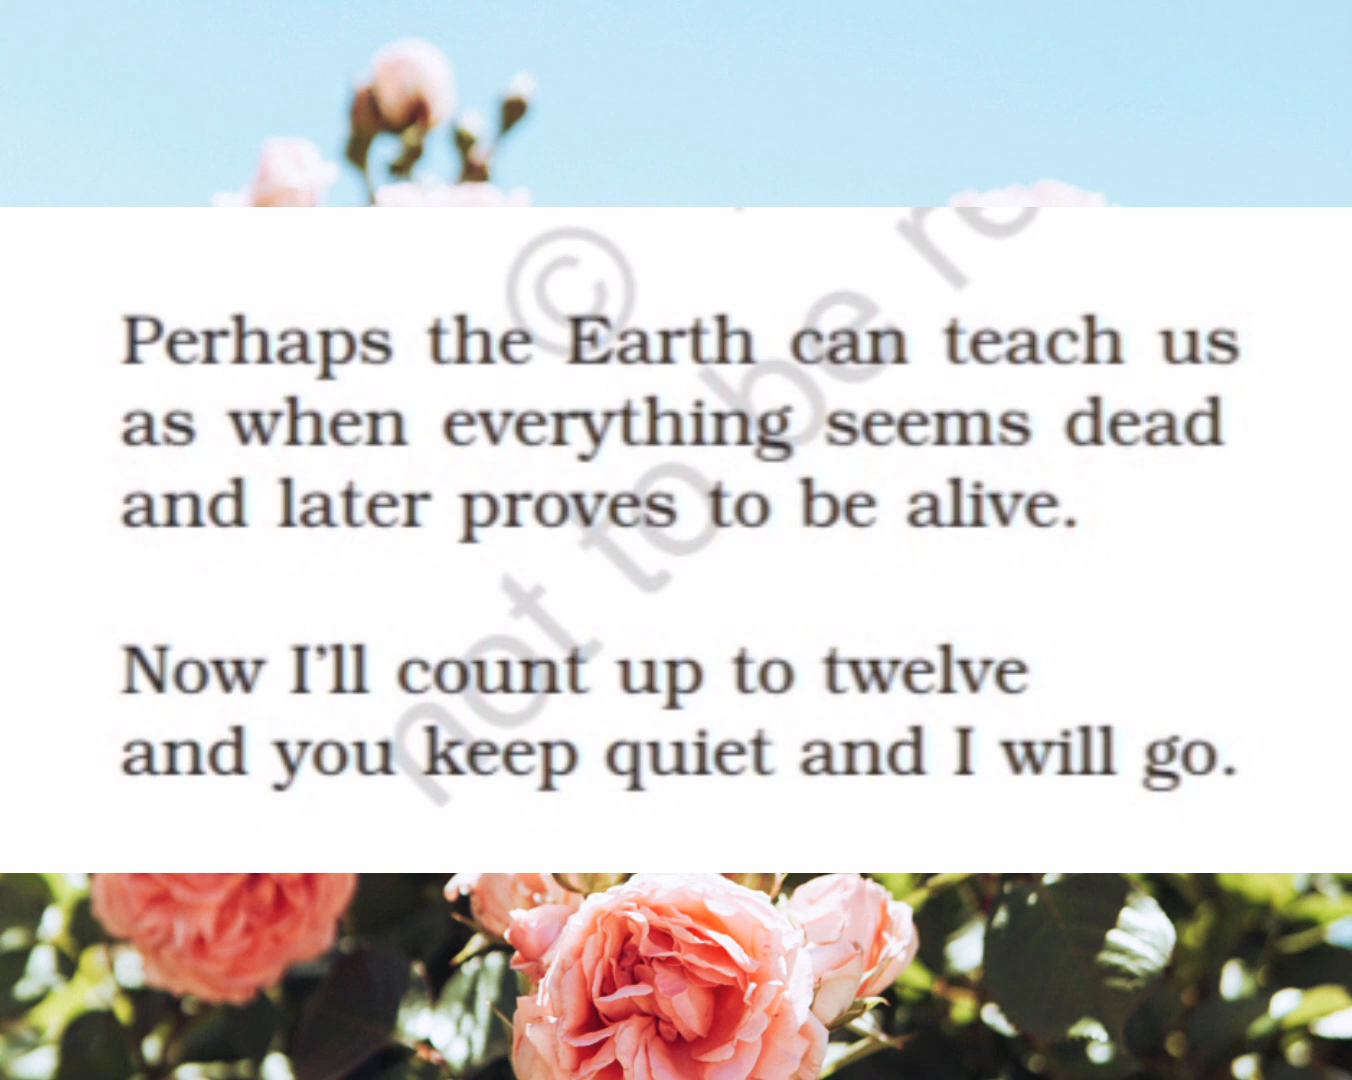 © not to be re
Perhaps the Earth can teach us
as when everything seems dead
and later proves to be alive.
Now I’ll count up to twelve
and you keep quiet and I will go.